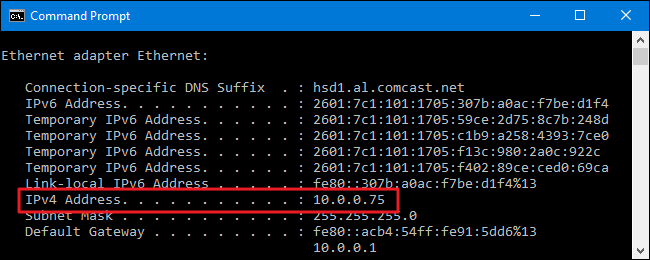 Command Prompt
Ethernet adapter Ethernet:
Connection-specific DNS Suffix . : hsd1.al.comcast.net
IPv6 Address. . . . . . . . . . . : 2601:7c1:101:1705:307b:a0ac:f7be:d1f4
Temporary IPv6 Address. . . . . . : 2601:7c1:101:1705:59ce:2d75:8c7b:248d
Temporary IPv6 Address. . . . . . : 2601:7c1:101:1705:c1b9:a258:4393:7ce0
Temporary IPv6 Address. . . . . . : 2601:7c1:101:1705:f13c:980:2a0c:922c
Temporary IPv6 Address. . . . . . : 2601:7c1:101:1705:f402:89ce:ced0:69ca
Link-local IPv6 Address . . . . . : fe80::307b:a0ac:f7be:d1f4%13
IPv4 Address. . . . . . . . . . . : 10.0.0.75
Subnet Mask . . . . . . . . . . . : 255.255.255.0
Default Gateway . . . . . . . . . : fe80::acb4:54ff:fe91:5dd6%13
10.0.0.1